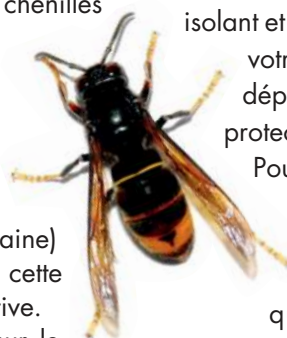 chenilles
isolant et
votr
dép
protec
Pou
aine)
cette
ive.
q